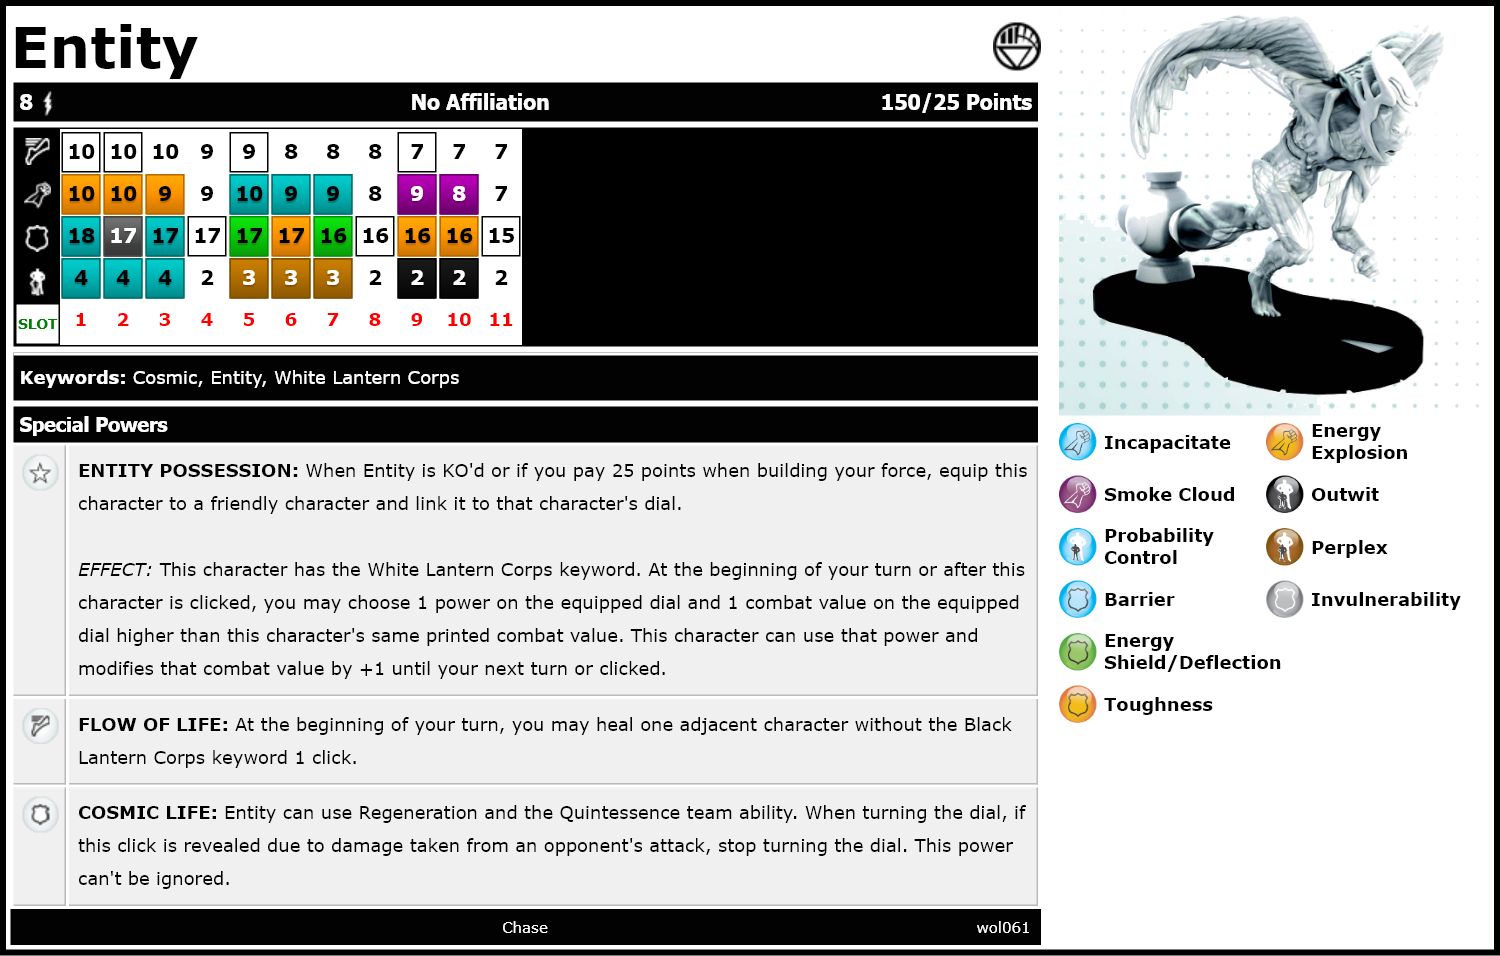 Entity
8 No Affiliation 150/25 Points
10 10 10 9 9 8 8 8 7 7 7
10 10 9 9 10 9 9 8 9 8 7
18 17 17 17 17 17 16 16 16 16 15
4 4 4 2 3 3 3 2 2 2 2
SLOT 1 2 3 4 5 6 7 8 9 10 11
Keywords: Cosmic, Entity, White Lantern Corps
Special Powers
ENTITY POSSESSION: When Entity is KO'd or if you pay 25 points when building your force, equip this
character to a friendly character and link it to that character's dial.
EFFECT: This character has the White Lantern Corps keyword. At the beginning of your turn or after this
character is clicked, you may choose 1 power on the equipped dial and 1 combat value on the equipped
dial higher than this character's same printed combat value. This character can use that power and
modifies that combat value by +1 until your next turn or clicked.
FLOW OF LIFE: At the beginning of your turn, you may heal one adjacent character without the Black
Lantern Corps keyword 1 click.
COSMIC LIFE: Entity can use Regeneration and the Quintessence team ability. When turning the dial, if
this click is revealed due to damage taken from an opponent's attack, stop turning the dial. This power
can't be ignored.
Chase wol061
Incapacitate
Energy
Explosion
Smoke Cloud
Outwit
Probability
Control
Perplex
Barrier
Invulnerability
Energy
Shield/Deflection
Toughness